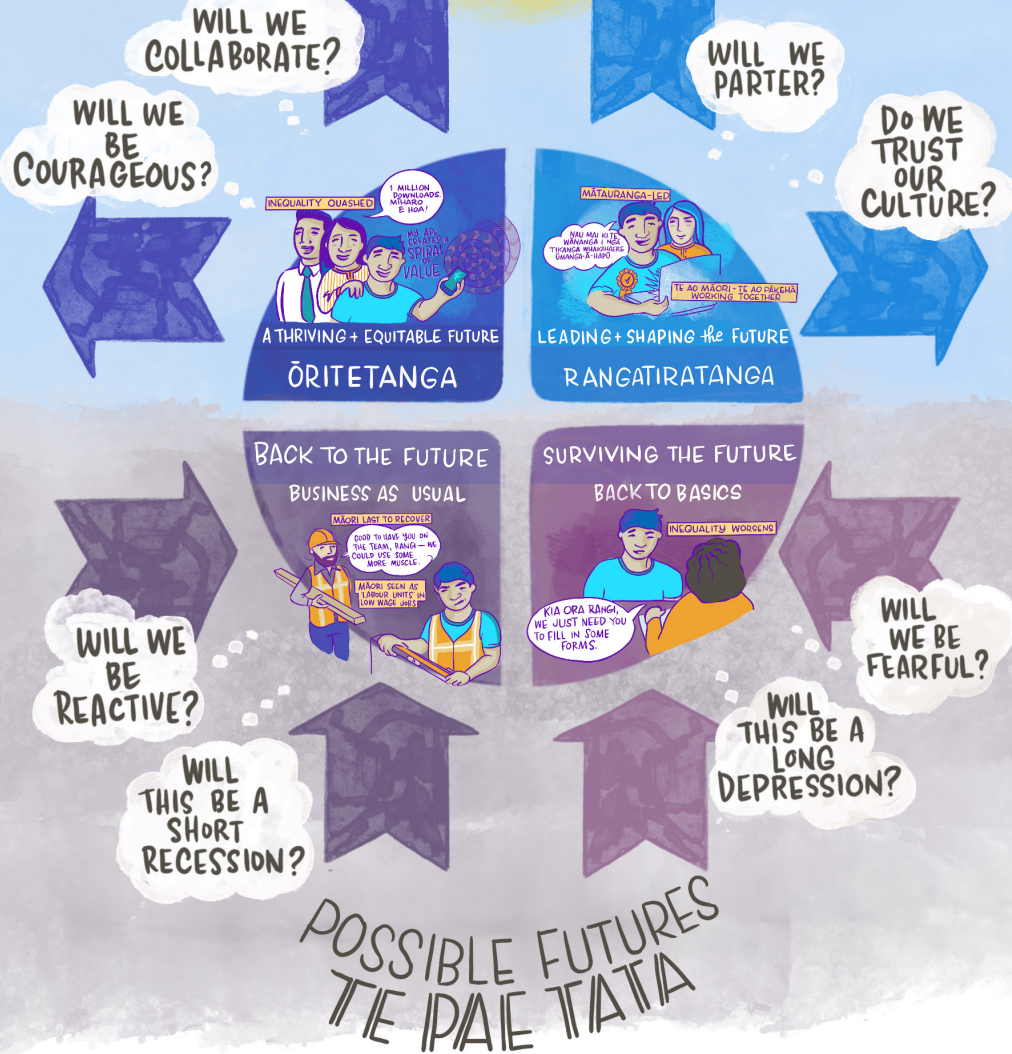 WILL WE
COLLABORATE?
WILL WE
PARTER?
WILL WE
BE
COURAGEOUS?
DO WE
TRUST
OUR
CULTURE?
INEQUALITY QUASHED
1 MILLION
DOWNLOADS.
MĪHARO
E HOA!
MY APP
CREATES A
SPIRAL
OF
VALUE
A THRIVING + EQUITABLE FUTURE
ŌRITETANGA
MĀTAURANGA-LED
NAU MAI KI TE
WĀNANGA I NGĀ
TIKANGA WHAKAHAERE
UMANGA-Ā-HAPŪ
TE AO MĀORI + TE AO PĀKEHĀ
WORKING TOGETHER
LEADING + SHAPING the FUTURE
RANGATIRATANGA
BACK TO THE FUTURE
BUSINESS AS USUAL
MĀORI LAST TO RECOVER
GOOD TO HAVE YOU ON
THE TEAM, RANGI — WE
COULD USE SOME
MORE MUSCLE.
MĀORI SEEN AS
'LABOUR UNITS' IN
LOW WAGE JOBS
SURVIVING THE FUTURE
BACK TO BASICS
INEQUALITY WORSENS
KIA ORA RANGI,
WE JUST NEED YOU
TO FILL IN SOME
FORMS.
WILL WE
BE
REACTIVE?
WILL
WE BE
FEARFUL?
WILL
THIS BE A
SHORT
RECESSION?
WILL
THIS BE A
LONG
DEPRESSION?
POSSIBLE FUTURES
TE PAE TATA